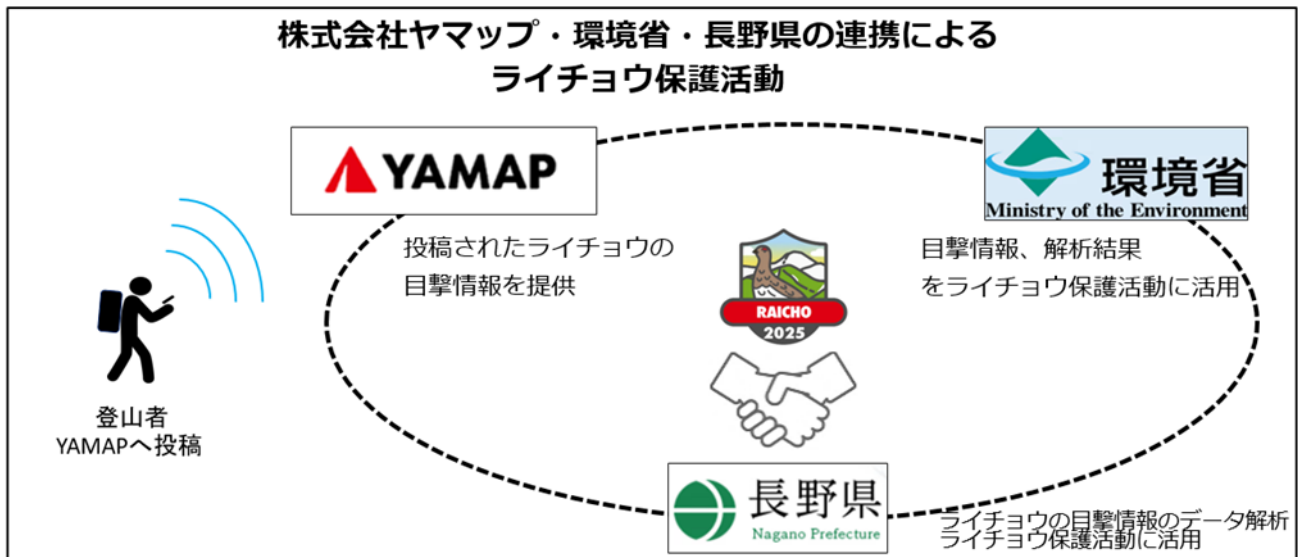 株式会社ヤマップ・環境省・長野県の連携による
ライチョウ保護活動
YAMAP
環境省
Ministry of the Environment
投稿されたライチョウの
目撃情報を提供
目撃情報、解析結果
をライチョウ保護活動に活用
RAICHO
2025
登山者
YAMAPへ投稿
長野県
Nagano Prefecture
ライチョウの目撃情報のデータ解析
ライチョウ保護活動に活用